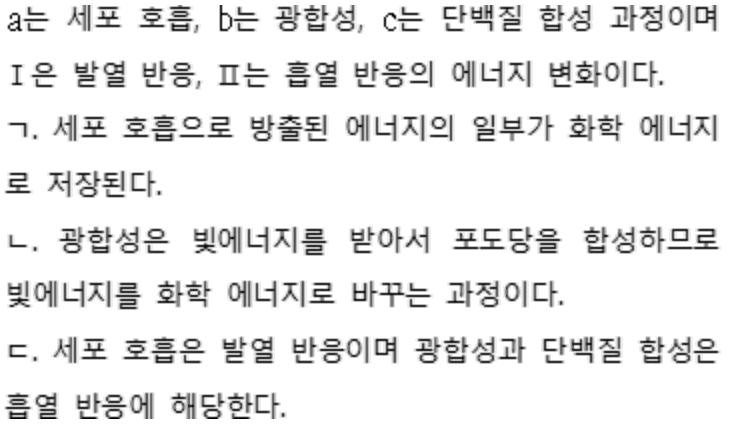 a는 세포 호흡, b는 광합성, c는 단백질 합성 과정이며
Ⅰ은 발열 반응, Ⅱ는 흡열 반응의 에너지 변화이다.
ㄱ. 세포 호흡으로 방출된 에너지의 일부가 화학 에너지
로 저장된다.
ㄴ. 광합성은 빛에너지를 받아서 포도당을 합성하므로
빛에너지를 화학 에너지로 바꾸는 과정이다.
ㄷ. 세포 호흡은 발열 반응이며 광합성과 단백질 합성은
흡열 반응에 해당한다.